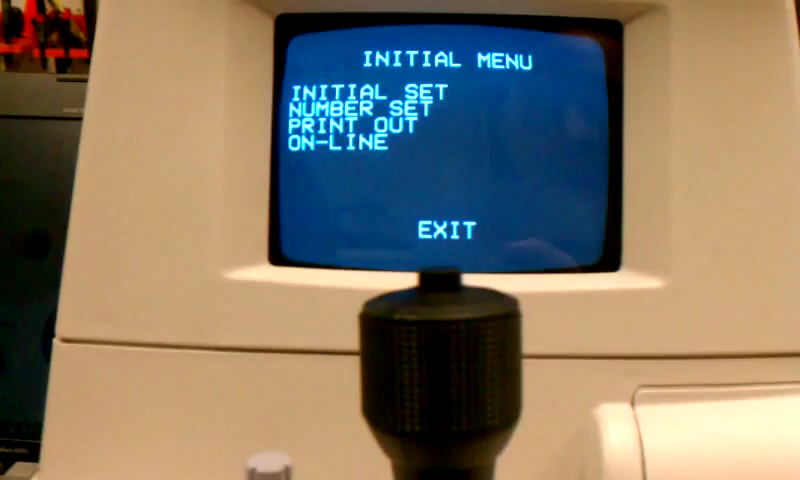 INITIAL MENU
INITIAL SET
NUMBER SET
PRINT OUT
ON-LINE
EXIT